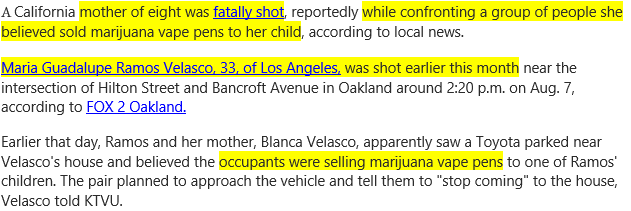 A California mother of eight was fatally shot, reportedly while confronting a group of people she
believed sold marijuana vape pens to her child, according to local news.
Maria Guadalupe Ramos Velasco, 33, of Los Angeles, was shot earlier this month near the
intersection of Hilton Street and Bancroft Avenue in Oakland around 2:20 p.m. on Aug. 7,
according to FOX 2 Oakland.
Earlier that day, Ramos and her mother, Blanca Velasco, apparently saw a Toyota parked near
Velasco's house and believed the occupants were selling marijuana vape pens to one of Ramos'
children. The pair planned to approach the vehicle and tell them to "stop coming" to the house,
Velasco told KTVU.